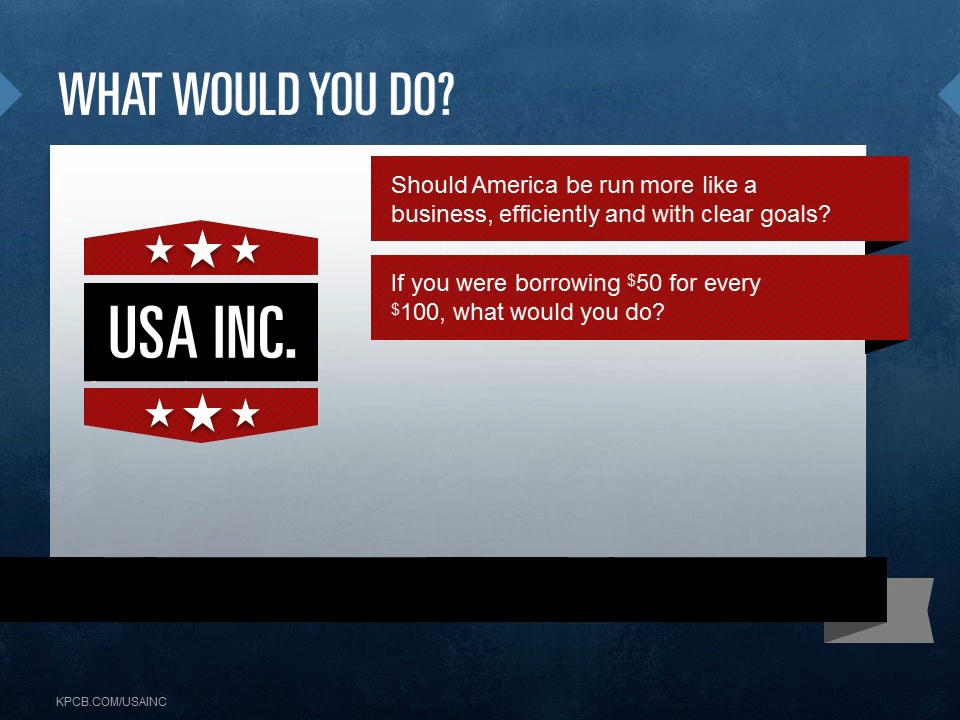 WHAT WOULD YOU DO?
Should America be run more like a
business, efficiently and with clear goals?
If you were borrowing $50 for every
$100, what would you do?
USA INC.
KPCB.COM/USAINC